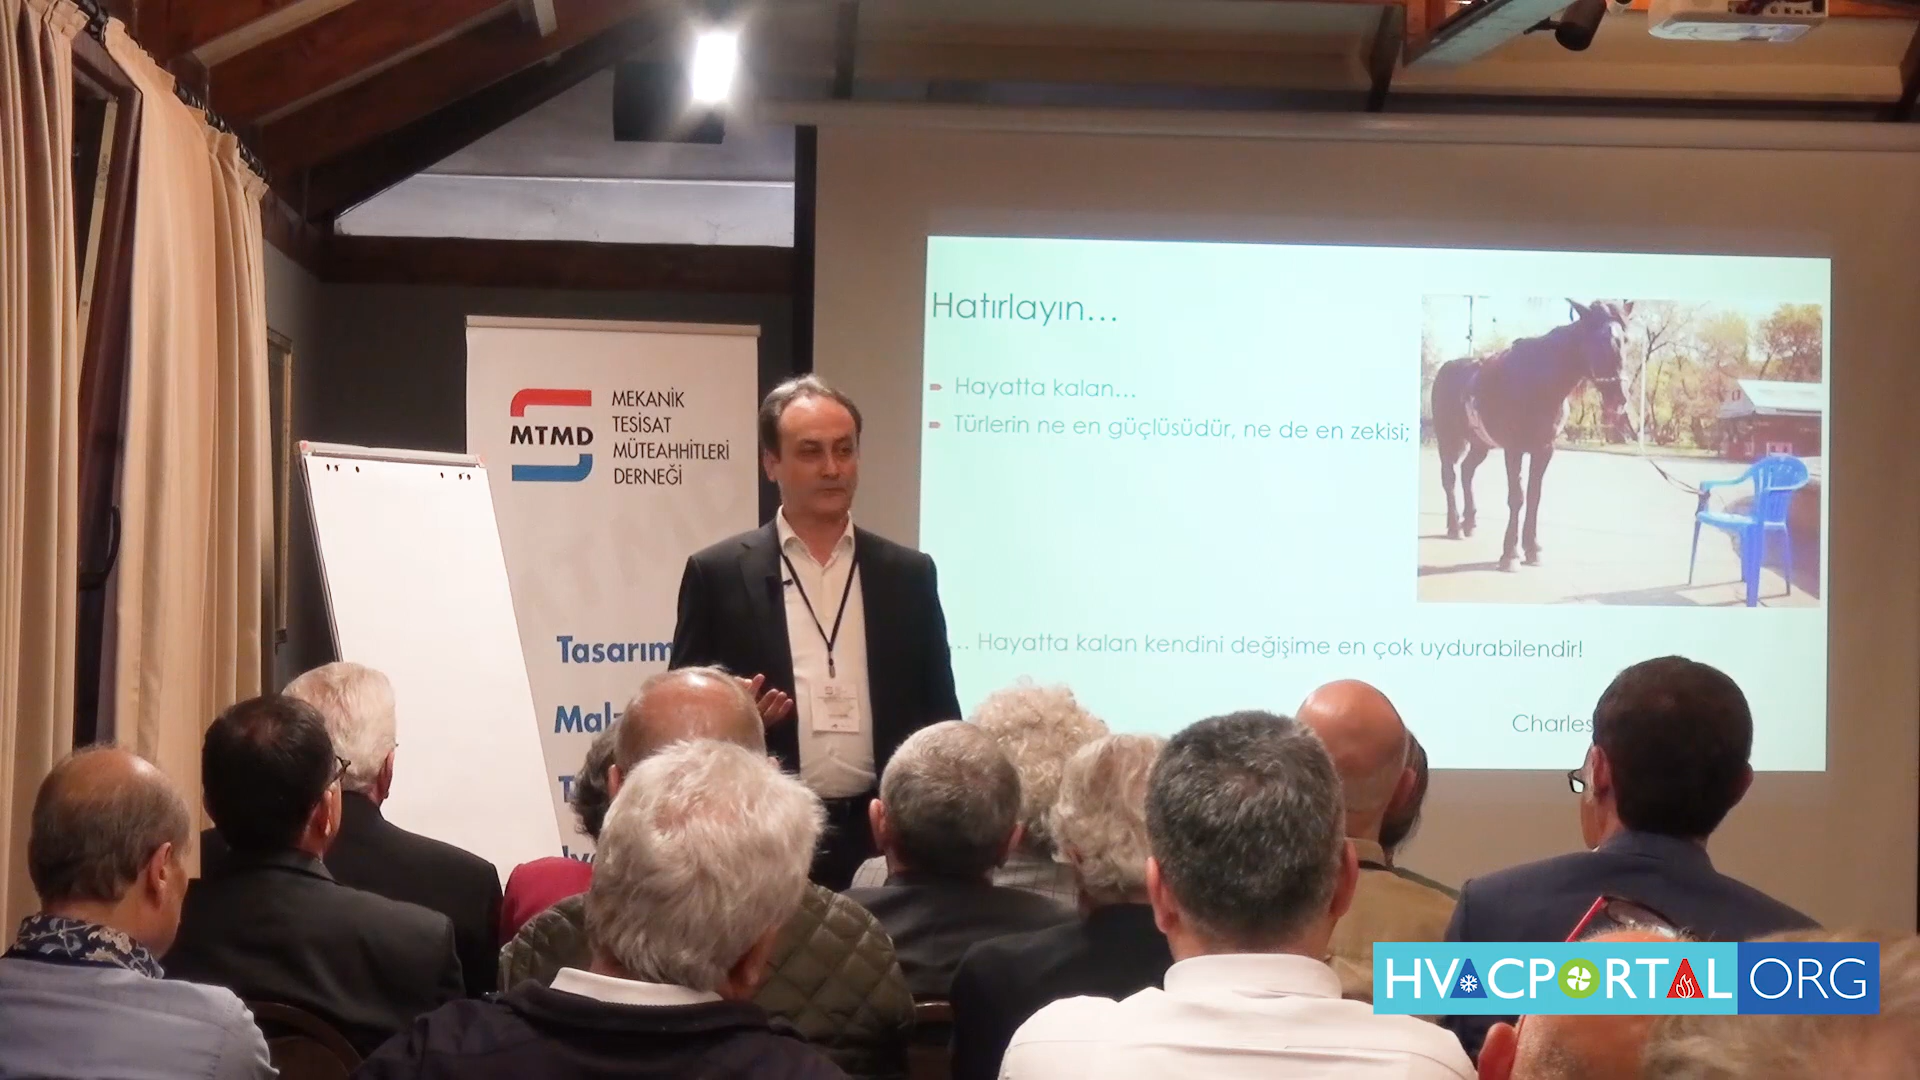 MTMD
MEKANİK
TESİSAT
MÜTEAHHİTLERİ
DERNEĞİ
Tasarım
Hatırlayın...
Hayatta kalan...
Türlerin ne en güçlüsüdür, ne de en zekisi;
... Hayatta kalan kendini değişime en çok uydurabilendir!
Charles
HVACPORTAL ORG